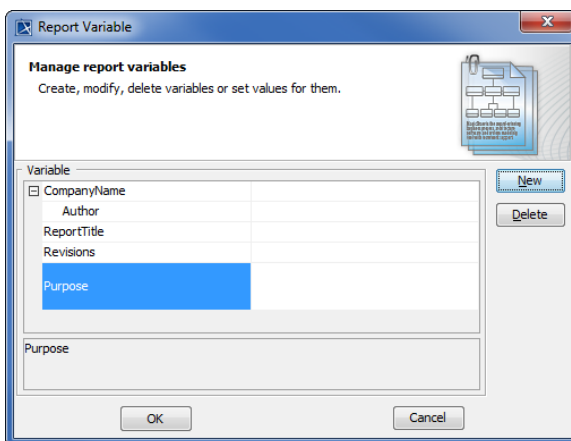 Report Variable
Manage report variables
Create, modify, delete variables or set values for them.
Variable
CompanyName
Author
ReportTitle
Revisions
Purpose
New
Delete
Purpose
OK
Cancel